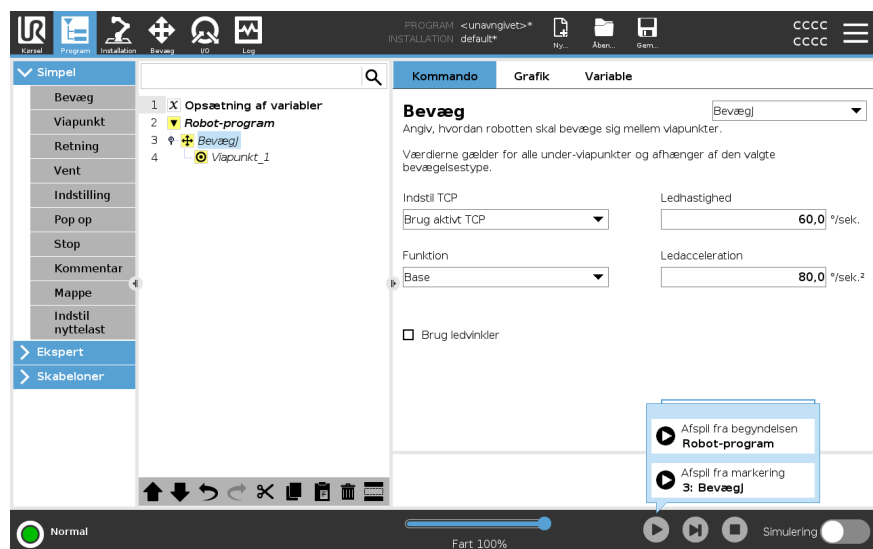 PROGRAM <unavngivet>*
INSTALLATION default*
Kørsel Program Installation Bevæg I/O Log
Ny... Åben... Gem...
CCCC
CCCC
Simpel
Bevæg
Viapunkt
Retning
Vent
Indstilling
Pop op
Stop
Kommentar
Mappe
Indstil
nyttelast
Ekspert
Skabeloner
1 X Opsætning af variabler
2 Robot-program
3 BevægJ
4 Viapunkt_1
Kommando Grafik Variable
Bevæg
BevægJ
Angiv, hvordan robotten skal bevæge sig mellem viapunkter.
Værdierne gælder for alle under-viapunkter og afhænger af den valgte
bevægelsestype.
Indstil TCP
Ledhastighed
Brug aktivt TCP
60,0 °/sek.
Funktion
Ledacceleration
Base
80,0 °/sek.²
Brug ledvinkler
Afspil fra begyndelsen
Robot-program
Afspil fra markering
3: BevægJ
Normal
Fart 100%
Simulering